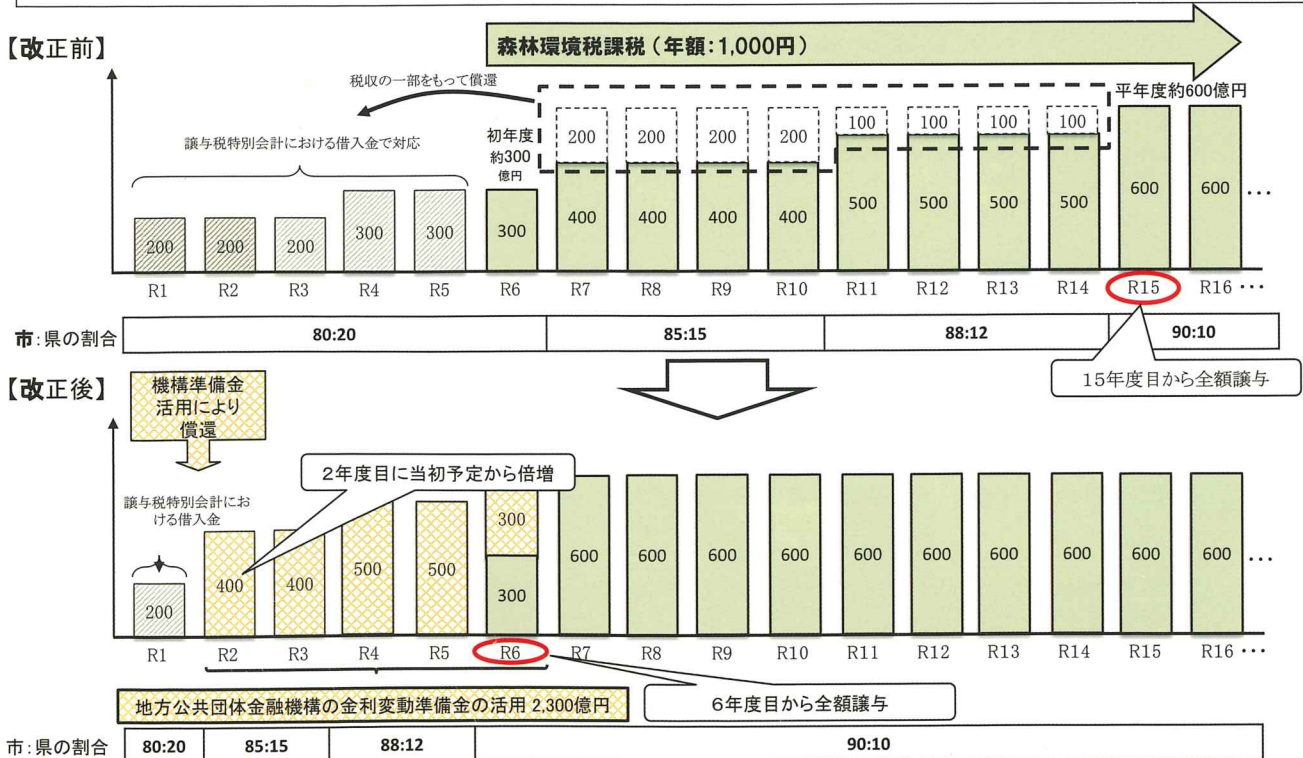 【改正前】
森林環境税課税(年額:1,000円)
税収の一部をもって償還
平年度約600億円
譲与税特別会計における借入金で対応
初年度
約300
億円
200 200 200 200 100 100 100 100
200 200 200 300 300 300 400 400 400 400 500 500 500 500 600 600 …
R1 R2 R3 R4 R5 R6 R7 R8 R9 R10 R11 R12 R13 R14 R15 R16 …
市:県の割合 80:20 85:15 88:12 90:10
15年度目から全額譲与
【改正後】
機構準備金
活用により
償還
2年度目に当初予定から倍増
譲与税特別会計にお
ける借入金
300
200 400 400 500 500 300 600 600 600 600 600 600 600 600 600 600 …
R1 R2 R3 R4 R5 R6 R7 R8 R9 R10 R11 R12 R13 R14 R15 R16 …
地方公共団体金融機構の金利変動準備金の活用 2,300億円
6年度目から全額譲与
市:県の割合 80:20 85:15 88:12 90:10